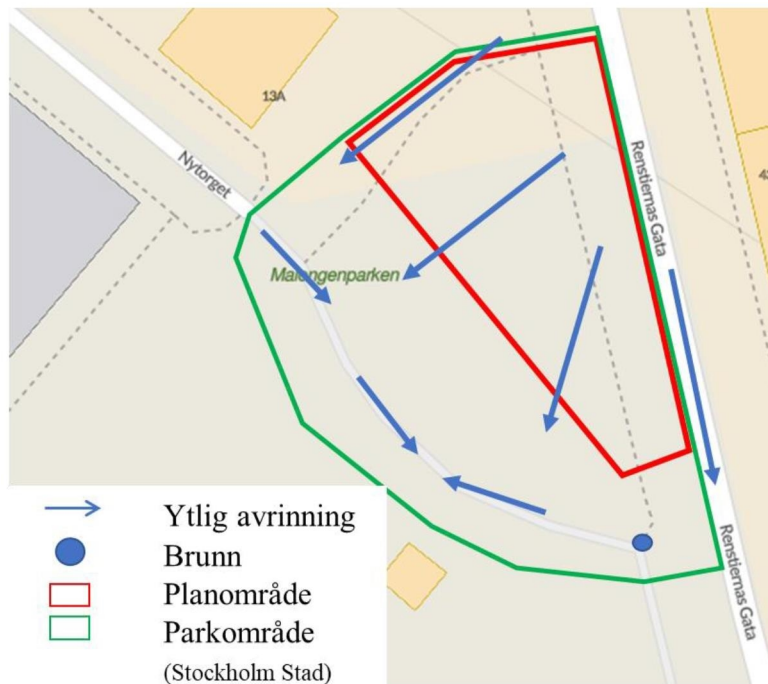 13A
Nytorget
Renstiernas Gata
Malongenparken
Renstiernas Gata
Ytlig avrinning
Brunn
Planområde
Parkområde
(Stockholm Stad)